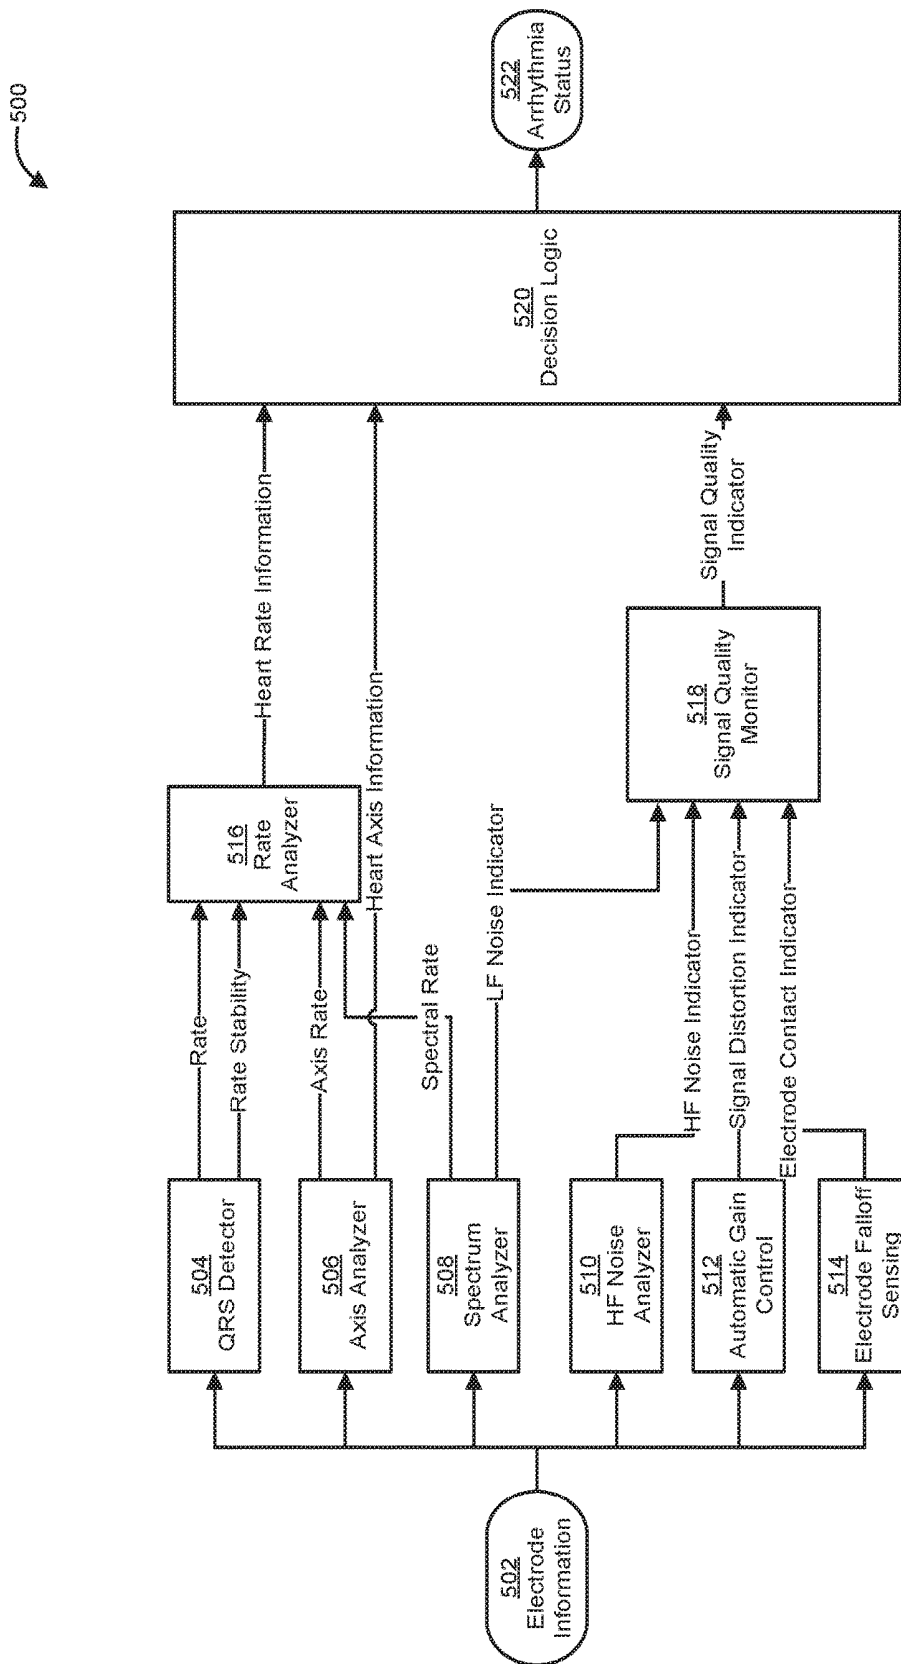 500
502
Electrode
Information
504
QRS Detector
506
Axis Analyzer
508
Spectrum
Analyzer
510
HF Noise
Analyzer
512
Automatic Gain
Control
514
Electrode Falloff
Sensing
Rate
Rate Stability
Axis Rate
Heart Axis Information
Spectral Rate
LF Noise Indicator
HF Noise Indicator
Signal Distortion Indicator
Electrode Contact Indicator
516
Rate
Analyzer
518
Signal Quality
Monitor
Heart Rate Information
Signal Quality
Indicator
520
Decision Logic
522
Arrhythmia
Status